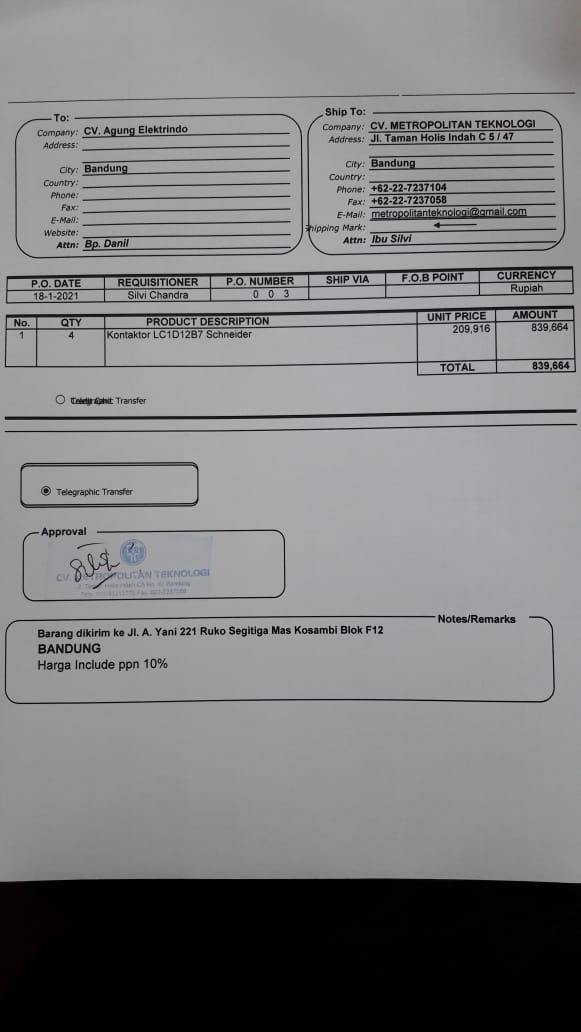 To:
Company: CV. Agung Elektrindo
Address:
City: Bandung
Country:
Phone:
Fax:
E-Mail:
Website:
Attn: Bp. Danil
Ship To:
Company: CV. METROPOLITAN TEKNOLOGI
Address: Jl. Taman Holis Indah C 5 / 47
City: Bandung
Country:
Phone: +62-22-7237104
Fax: +62-22-7237058
E-Mail: metropolitanteknologi@gmail.com
Shipping Mark:
Attn: Ibu Silvi
P.O. DATE REQUISITIONER P.O. NUMBER SHIP VIA F.O.B POINT CURRENCY
18-1-2021 Silvi Chandra 0 0 3 Rupiah
No. QTY PRODUCT DESCRIPTION UNIT PRICE AMOUNT
1 4 Kontaktor LC1D12B7 Schneider 209,916 839,664
TOTAL 839,664
Transfer
Telegraphic Transfer
Approval
CV. METROPOLITAN TEKNOLOGI
Notes/Remarks
Barang dikirim ke Jl. A. Yani 221 Ruko Segitiga Mas Kosambi Blok F12
BANDUNG
Harga Include ppn 10%